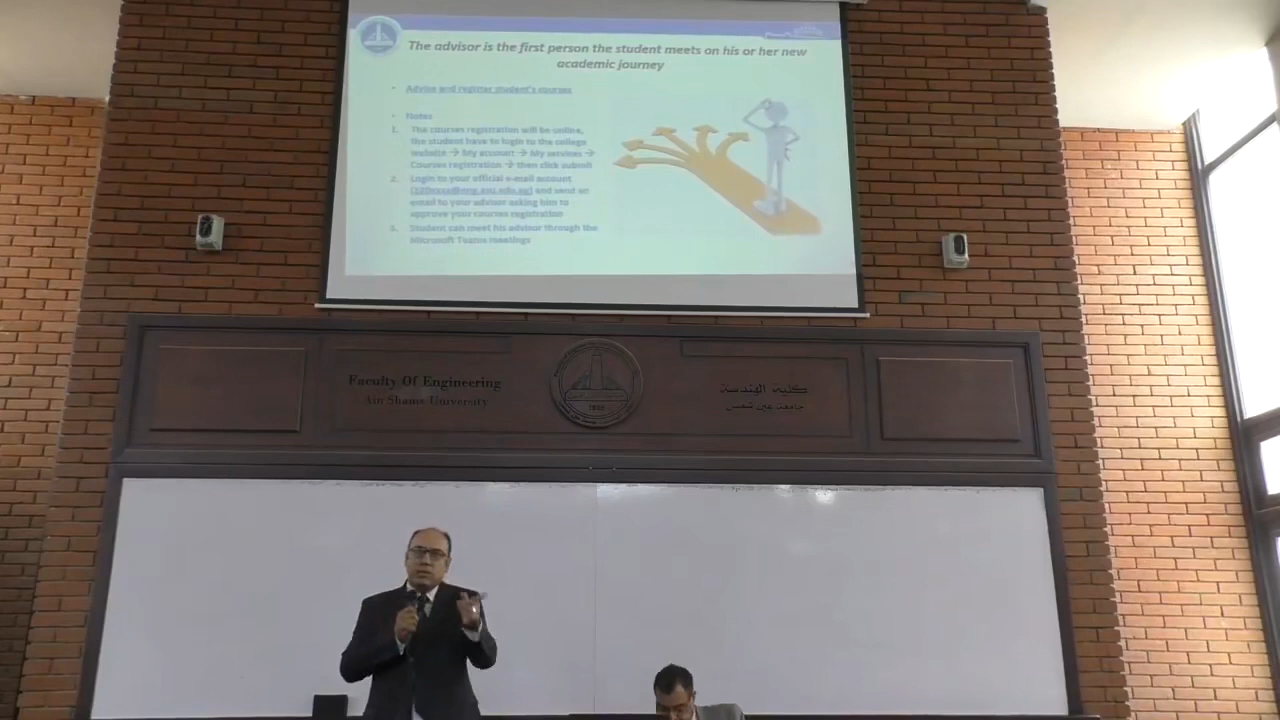 The advisor is the first person the student meets on his or her new
academic journey
• Advise and register student's courses
• Notes
1. The courses registration will be online,
the student have to login to the college
website → My account → My services →
Courses registration → then click submit
2. Login to your official e-mail account
and send an
email to your advisor asking him to
approve your courses registration
3. Student can meet his advisor through the
Microsoft Teams meetings
Faculty Of Engineering
Ain Shams University
كلية الهندسة
جامعة عين شمس